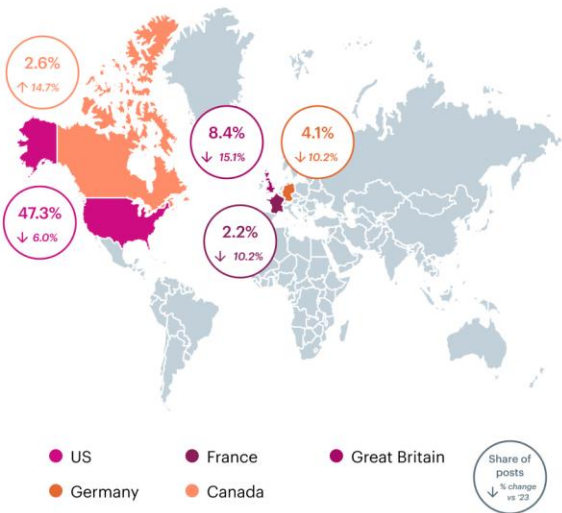 2.6%
↑ 14.7%
8.4%
↓ 15.1%
4.1%
↓ 10.2%
47.3%
↓ 6.0%
2.2%
↓ 10.2%
US
France
Great Britain
Germany
Canada
Share of
posts
↓ % change
vs '23